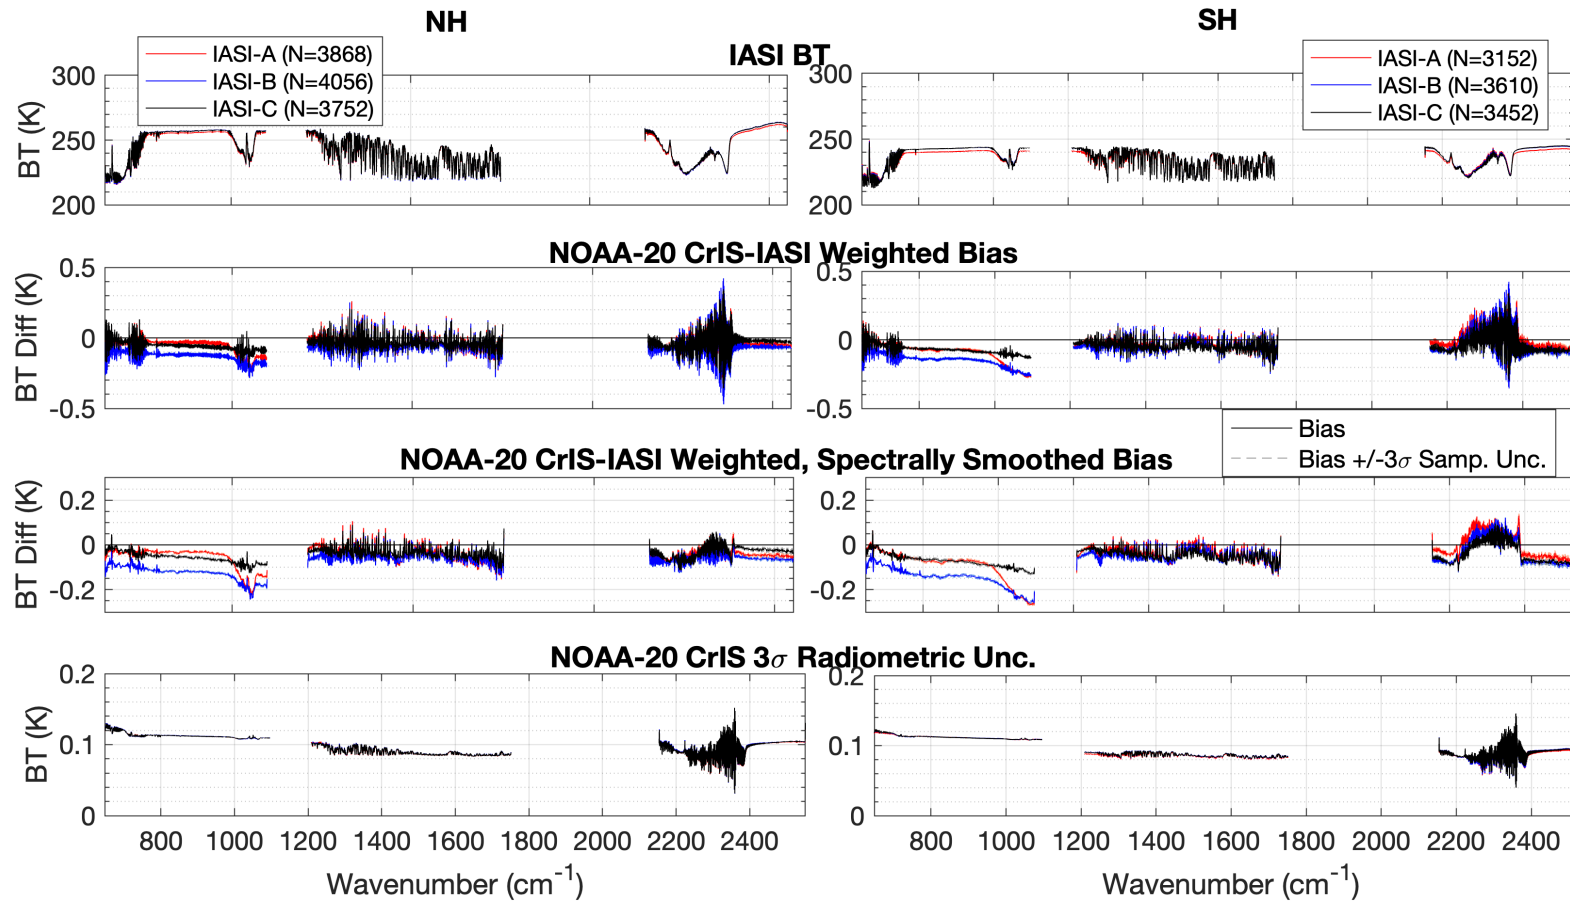 NH
SH
IASI BT
IASI-A (N=3868)
IASI-B (N=4056)
IASI-C (N=3752)
IASI-A (N=3152)
IASI-B (N=3610)
IASI-C (N=3452)
BT (K)
300
250
200
300
250
200
NOAA-20 CrIS-IASI Weighted Bias
BT Diff (K)
0.5
0
-0.5
0.5
0
-0.5
Bias
Bias +/-3σ Samp. Unc.
NOAA-20 CrIS-IASI Weighted, Spectrally Smoothed Bias
BT Diff (K)
0.2
0
-0.2
0.2
0
-0.2
NOAA-20 CrIS 3σ Radiometric Unc.
BT (K)
0.2
0.1
0
0.2
0.1
0
800 1000 1200 1400 1600 1800 2000 2200 2400
800 1000 1200 1400 1600 1800 2000 2200 2400
Wavenumber (cm⁻¹)
Wavenumber (cm⁻¹)